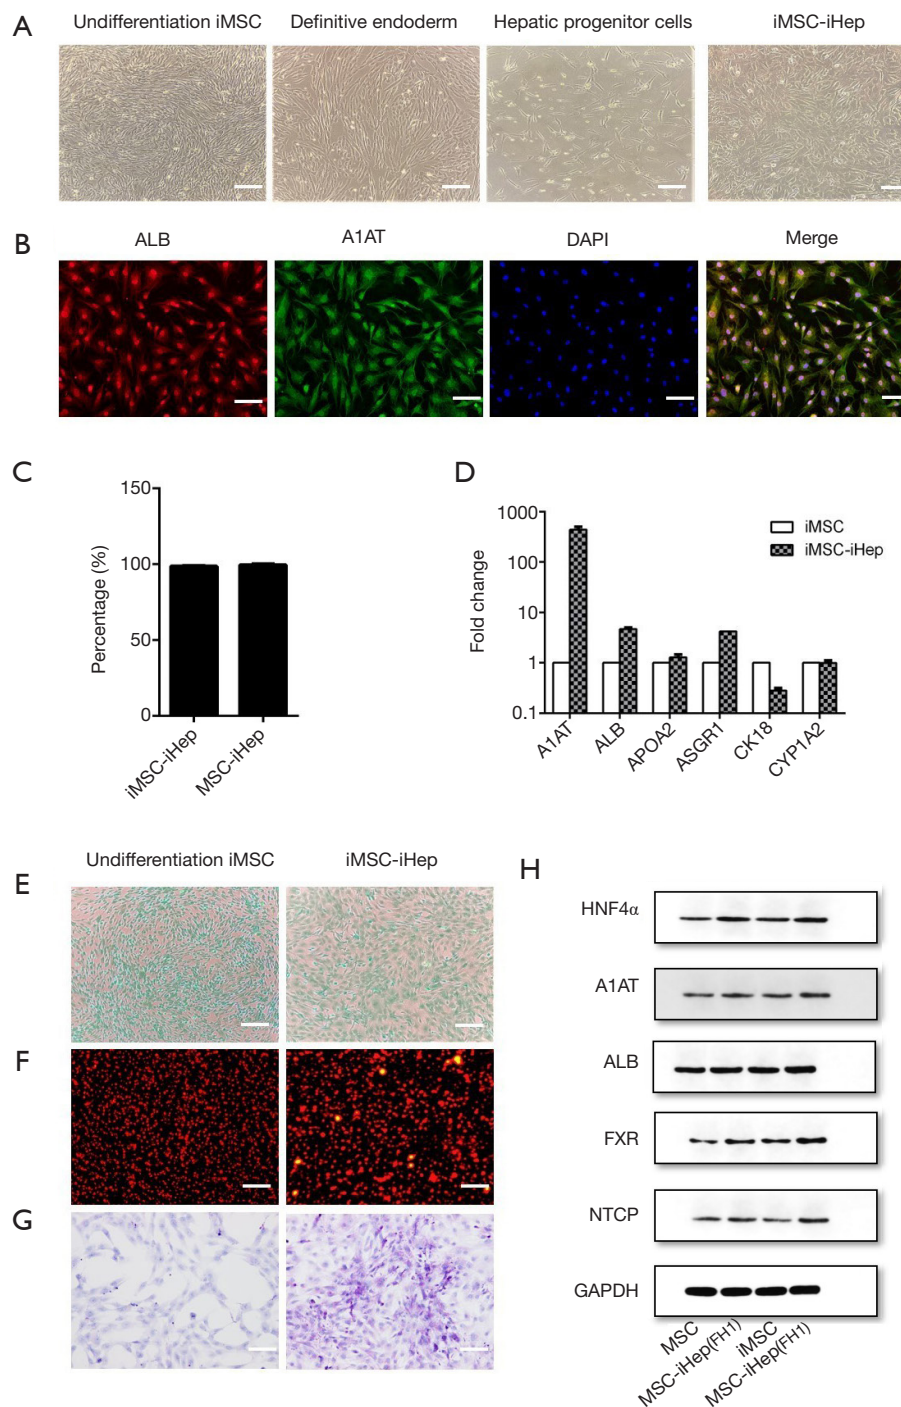 A
Undifferentiation iMSC
Definitive endoderm
Hepatic progenitor cells
iMSC-iHep
B
ALB
A1AT
DAPI
Merge
C
Percentage (%)
150
100
50
0
iMSC-iHep
MSC-iHep
D
Fold change
1000
100
10
1
0.1
iMSC
iMSC-iHep
A1AT
ALB
APOA2
ASGR1
CK18
CYP1A2
Undifferentiation iMSC
iMSC-iHep
E
F
G
H
HNF4α
A1AT
ALB
FXR
NTCP
GAPDH
MSC
MSC-iHep(FH1)
iMSC
MSC-iHep(FH1)